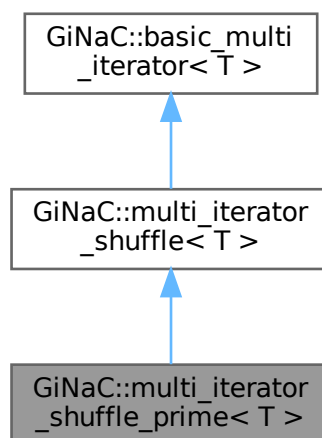 GiNaC::basic_multi
_iterator< T >
GiNaC::multi_iterator
_shuffle< T >
GiNaC::multi_iterator
_shuffle_prime< T >